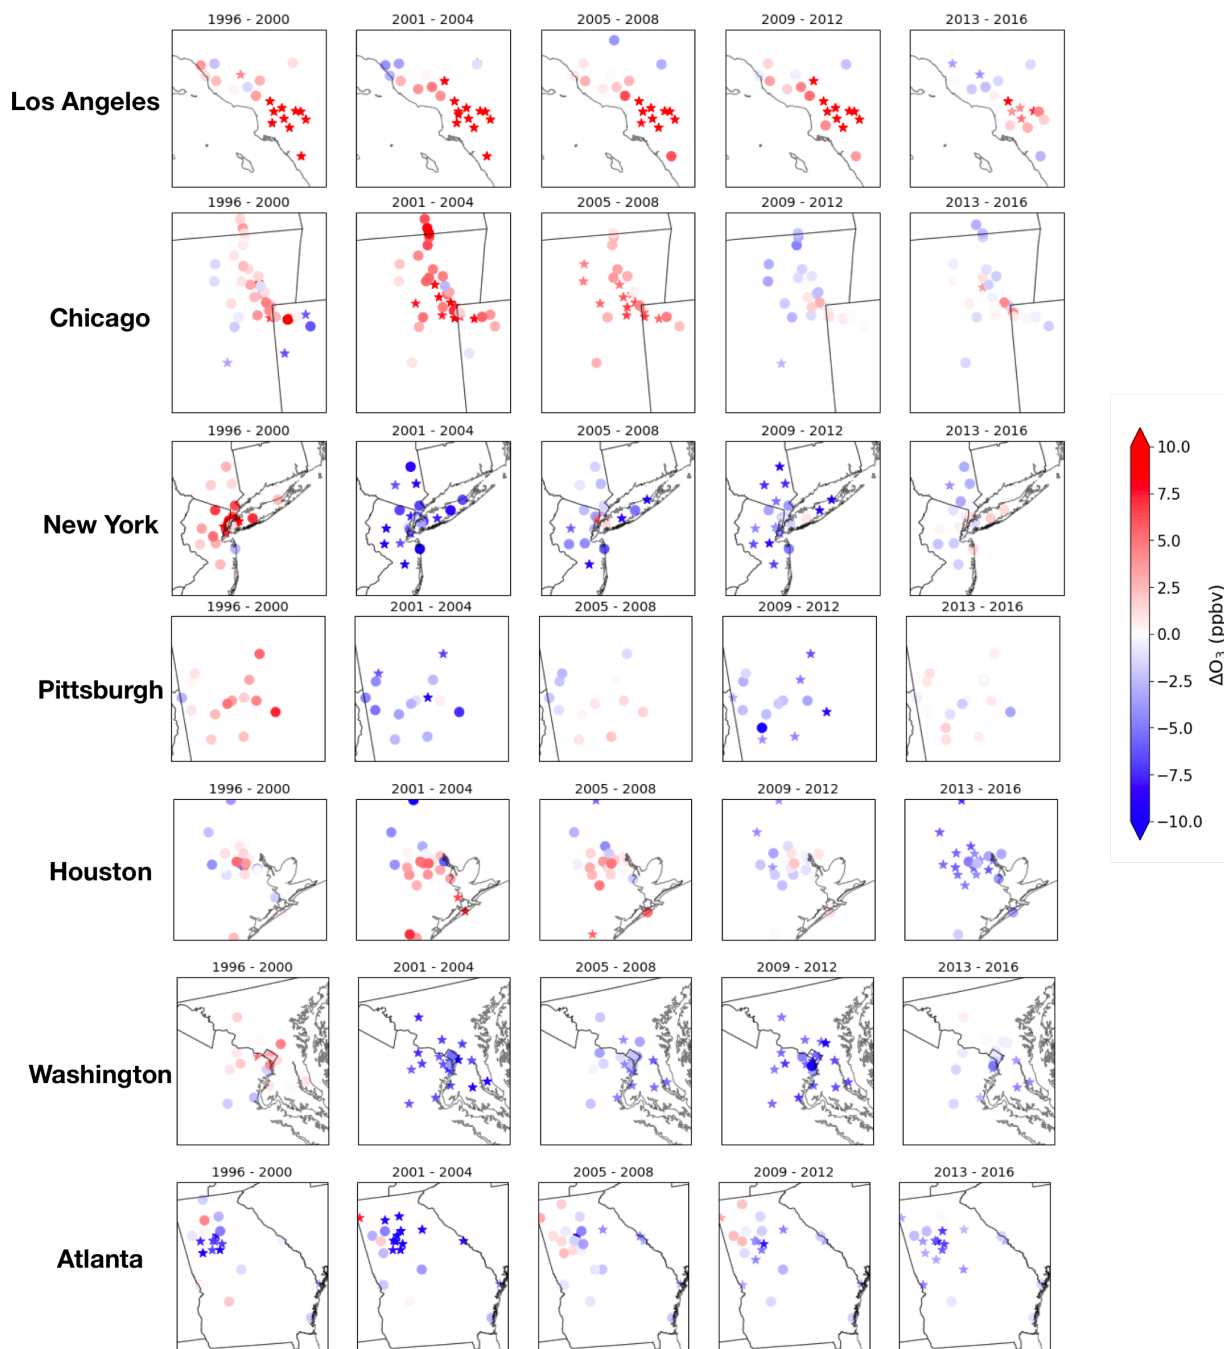 1996 - 2000 2001 - 2004 2005 - 2008 2009 - 2012 2013 - 2016
Los Angeles
1996 - 2000 2001 - 2004 2005 - 2008 2009 - 2012 2013 - 2016
Chicago
1996 - 2000 2001 - 2004 2005 - 2008 2009 - 2012 2013 - 2016
New York
1996 - 2000 2001 - 2004 2005 - 2008 2009 - 2012 2013 - 2016
Pittsburgh
1996 - 2000 2001 - 2004 2005 - 2008 2009 - 2012 2013 - 2016
Houston
1996 - 2000 2001 - 2004 2005 - 2008 2009 - 2012 2013 - 2016
Washington
1996 - 2000 2001 - 2004 2005 - 2008 2009 - 2012 2013 - 2016
Atlanta
10.0
7.5
5.0
2.5
0.0
−2.5
−5.0
−7.5
−10.0
ΔO₃ (ppbv)